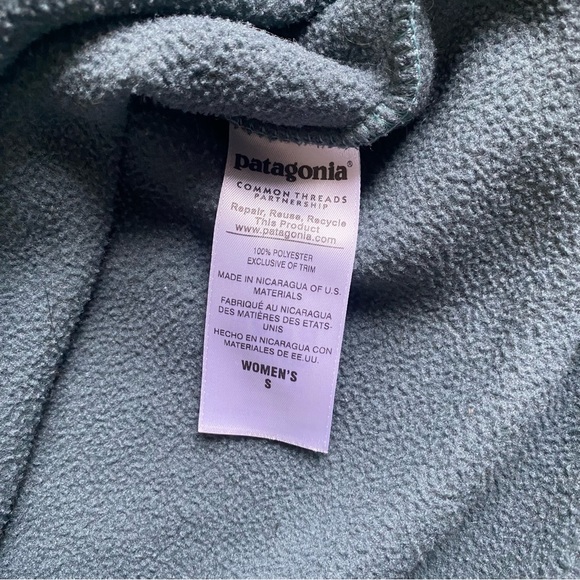 patagonia®
COMMON THREADS
PARTNERSHIP
Repair, Reuse, Recycle
This Product
www.patagonia.com
100% POLYESTER
EXCLUSIVE OF TRIM
MADE IN NICARAGUA OF U.S.
MATERIALS
FABRIQUÉ AU NICARAGUA
DES MATIÈRES DES ETATS-
UNIS
HECHO EN NICARAGUA CON
MATERIALES DE EE.UU.
WOMEN'S
S